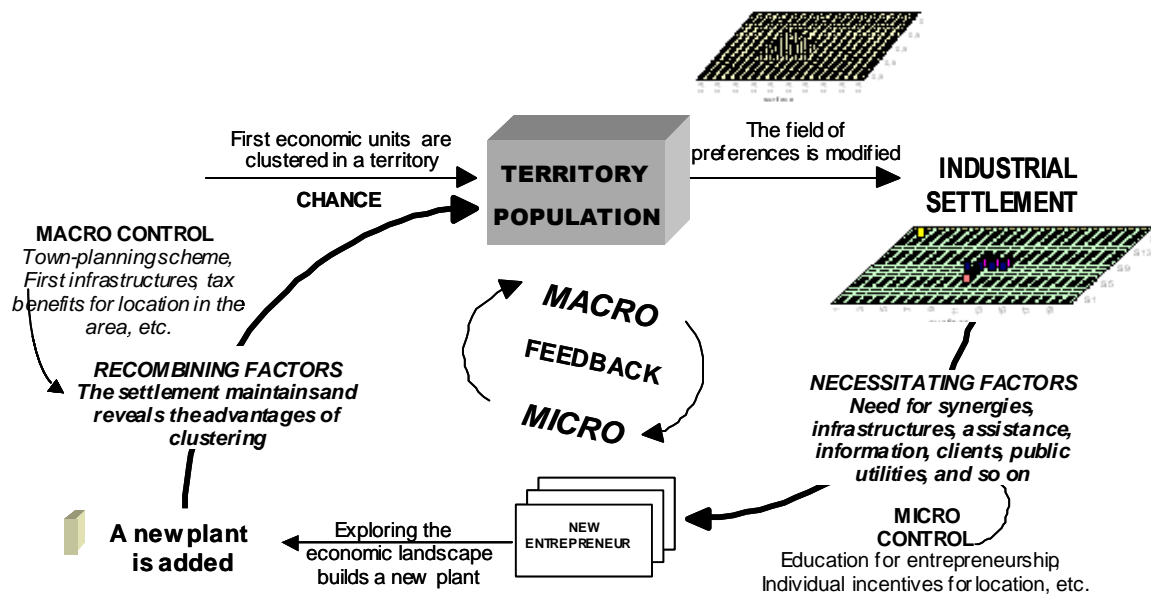 First economic units are
clustered in a territory
CHANCE
TERRITORY
POPULATION
The field of
preferences is modified
INDUSTRIAL
SETTLEMENT
MACRO CONTROL
Town-planning scheme,
First infrastructures, tax
benefits for location in the
area, etc.
RECOMBINING FACTORS
The settlement maintains and
reveals the advantages of
clustering
MACRO
FEEDBACK
MICRO
NECESSITATING FACTORS
Need for synergies,
infrastructures, assistance,
information, clients, public
utilities, and so on
MICRO
CONTROL
Education for entrepreneurship,
Individual incentives for location, etc.
NEW
ENTREPRENEUR
Exploring the
economic landscape
builds a new plant
A new plant
is added